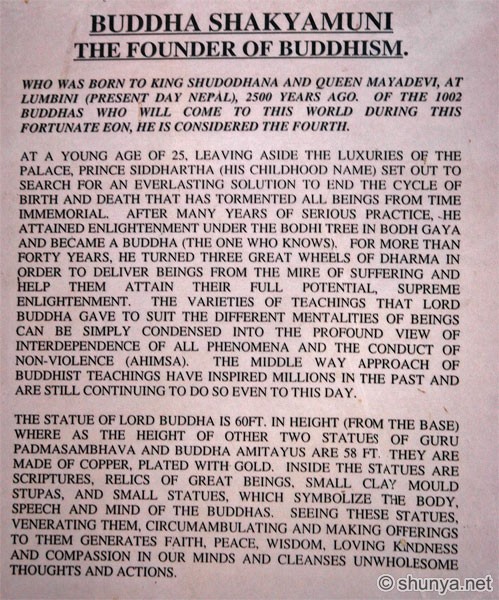 BUDDHA SHAKYAMUNI
THE FOUNDER OF BUDDHISM.
WHO WAS BORN TO KING SHUDODHANA AND QUEEN MAYADEVI, AT
LUMBINI (PRESENT DAY NEPAL), 2500 YEARS AGO. OF THE 1002
BUDDHAS WHO WILL COME TO THIS WORLD DURING THIS
FORTUNATE EON, HE IS CONSIDERED THE FOURTH.
AT A YOUNG AGE OF 25, LEAVING ASIDE THE LUXURIES OF THE
PALACE, PRINCE SIDDHARTHA (HIS CHILDHOOD NAME) SET OUT TO
SEARCH FOR AN EVERLASTING SOLUTION TO END THE CYCLE OF
BIRTH AND DEATH THAT HAS TORMENTED ALL BEINGS FROM TIME
IMMEMORIAL. AFTER MANY YEARS OF SERIOUS PRACTICE, HE
ATTAINED ENLIGHTENMENT UNDER THE BODHI TREE IN BODH GAYA
AND BECAME A BUDDHA (THE ONE WHO KNOWS). FOR MORE THAN
FORTY YEARS, HE TURNED THREE GREAT WHEELS OF DHARMA IN
ORDER TO DELIVER BEINGS FROM THE MIRE OF SUFFERING AND
HELP THEM ATTAIN THEIR FULL POTENTIAL, SUPREME
ENLIGHTENMENT. THE VARIETIES OF TEACHINGS THAT LORD
BUDDHA GAVE TO SUIT THE DIFFERENT MENTALITIES OF BEINGS
CAN BE SIMPLY CONDENSED INTO THE PROFOUND VIEW OF
INTERDEPENDENCE OF ALL PHENOMENA AND THE CONDUCT OF
NON-VIOLENCE (AHIMSA). THE MIDDLE WAY APPROACH OF
BUDDHIST TEACHINGS HAVE INSPIRED MILLIONS IN THE PAST AND
ARE STILL CONTINUING TO DO SO EVEN TO THIS DAY.
THE STATUE OF LORD BUDDHA IS 60FT. IN HEIGHT (FROM THE BASE)
WHERE AS THE HEIGHT OF OTHER TWO STATUES OF GURU
PADMASAMBHAVA AND BUDDHA AMITAYUS ARE 58 FT. THEY ARE
MADE OF COPPER, PLATED WITH GOLD. INSIDE THE STATUES ARE
SCRIPTURES, RELICS OF GREAT BEINGS, SMALL CLAY MOULD
STUPAS, AND SMALL STATUES, WHICH SYMBOLIZE THE BODY,
SPEECH AND MIND OF THE BUDDHAS. SEEING THESE STATUES,
VENERATING THEM, CIRCUMAMBULATING AND MAKING OFFERINGS
TO THEM GENERATES FAITH, PEACE, WISDOM, LOVING KINDNESS
AND COMPASSION IN OUR MINDS AND CLEANSES UNWHOLESOME
THOUGHTS AND ACTIONS.
© shunya.net